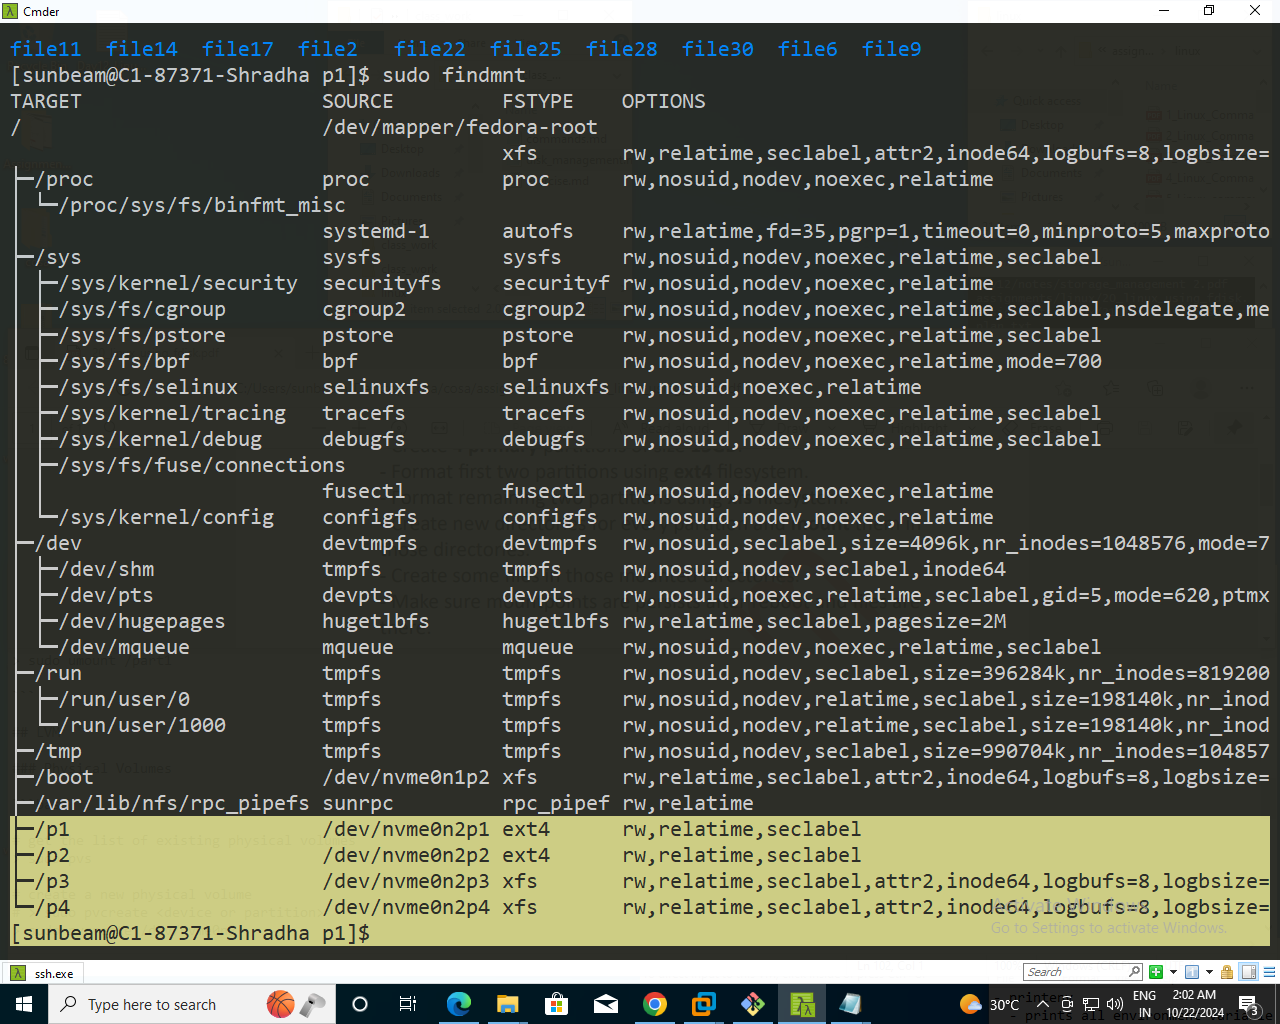 Cmder
file11  file14  file17  file2   file22  file25  file28  file30  file6  file9
[sunbeam@C1-87371-Shradha p1]$ sudo findmnt
TARGET                    SOURCE         FSTYPE    OPTIONS
/                         /dev/mapper/fedora-root
                                         xfs       rw,relatime,seclabel,attr2,inode64,logbufs=8,logbsize=
├─/proc                   proc           proc      rw,nosuid,nodev,noexec,relatime
│ └─/proc/sys/fs/binfmt_misc
                          systemd-1      autofs    rw,relatime,fd=35,pgrp=1,timeout=0,minproto=5,maxproto
├─/sys                    sysfs          sysfs     rw,nosuid,nodev,noexec,relatime,seclabel
│ ├─/sys/kernel/security  securityfs     securityf rw,nosuid,nodev,noexec,relatime
│ ├─/sys/fs/cgroup        cgroup2        cgroup2   rw,nosuid,nodev,noexec,relatime,seclabel,nsdelegate,me
│ ├─/sys/fs/pstore        pstore         pstore    rw,nosuid,nodev,noexec,relatime,seclabel
│ ├─/sys/fs/bpf           bpf            bpf       rw,nosuid,nodev,noexec,relatime,mode=700
│ ├─/sys/fs/selinux       selinuxfs      selinuxfs rw,nosuid,noexec,relatime
│ ├─/sys/kernel/tracing   tracefs        tracefs   rw,nosuid,nodev,noexec,relatime,seclabel
│ ├─/sys/kernel/debug     debugfs        debugfs   rw,nosuid,nodev,noexec,relatime,seclabel
│ ├─/sys/fs/fuse/connections
│                         fusectl        fusectl   rw,nosuid,nodev,noexec,relatime
│ └─/sys/kernel/config    configfs       configfs  rw,nosuid,nodev,noexec,relatime
├─/dev                    devtmpfs       devtmpfs  rw,nosuid,seclabel,size=4096k,nr_inodes=1048576,mode=7
│ ├─/dev/shm              tmpfs          tmpfs     rw,nosuid,nodev,seclabel,inode64
│ ├─/dev/pts              devpts         devpts    rw,nosuid,noexec,relatime,seclabel,gid=5,mode=620,ptmx
│ ├─/dev/hugepages        hugetlbfs      hugetlbfs rw,relatime,seclabel,pagesize=2M
│ └─/dev/mqueue           mqueue         mqueue    rw,nosuid,nodev,noexec,relatime,seclabel
├─/run                    tmpfs          tmpfs     rw,nosuid,nodev,seclabel,size=396284k,nr_inodes=819200
│ ├─/run/user/0           tmpfs          tmpfs     rw,nosuid,nodev,relatime,seclabel,size=198140k,nr_inod
│ └─/run/user/1000        tmpfs          tmpfs     rw,nosuid,nodev,relatime,seclabel,size=198140k,nr_inod
├─/tmp                    tmpfs          tmpfs     rw,nosuid,nodev,seclabel,size=990704k,nr_inodes=104857
├─/boot                   /dev/nvme0n1p2 xfs       rw,relatime,seclabel,attr2,inode64,logbufs=8,logbsize=
├─/var/lib/nfs/rpc_pipefs sunrpc         rpc_pipef rw,relatime
├─/p1                     /dev/nvme0n2p1 ext4      rw,relatime,seclabel
├─/p2                     /dev/nvme0n2p2 ext4      rw,relatime,seclabel
├─/p3                     /dev/nvme0n2p3 xfs       rw,relatime,seclabel,attr2,inode64,logbufs=8,logbsize=
└─/p4                     /dev/nvme0n2p4 xfs       rw,relatime,seclabel,attr2,inode64,logbufs=8,logbsize=
[sunbeam@C1-87371-Shradha p1]$
Activate Windows
Go to Settings to activate Windows.
ssh.exe
Search
Type here to search
30°C
ENG
IN
2:02 AM
10/22/2024
3